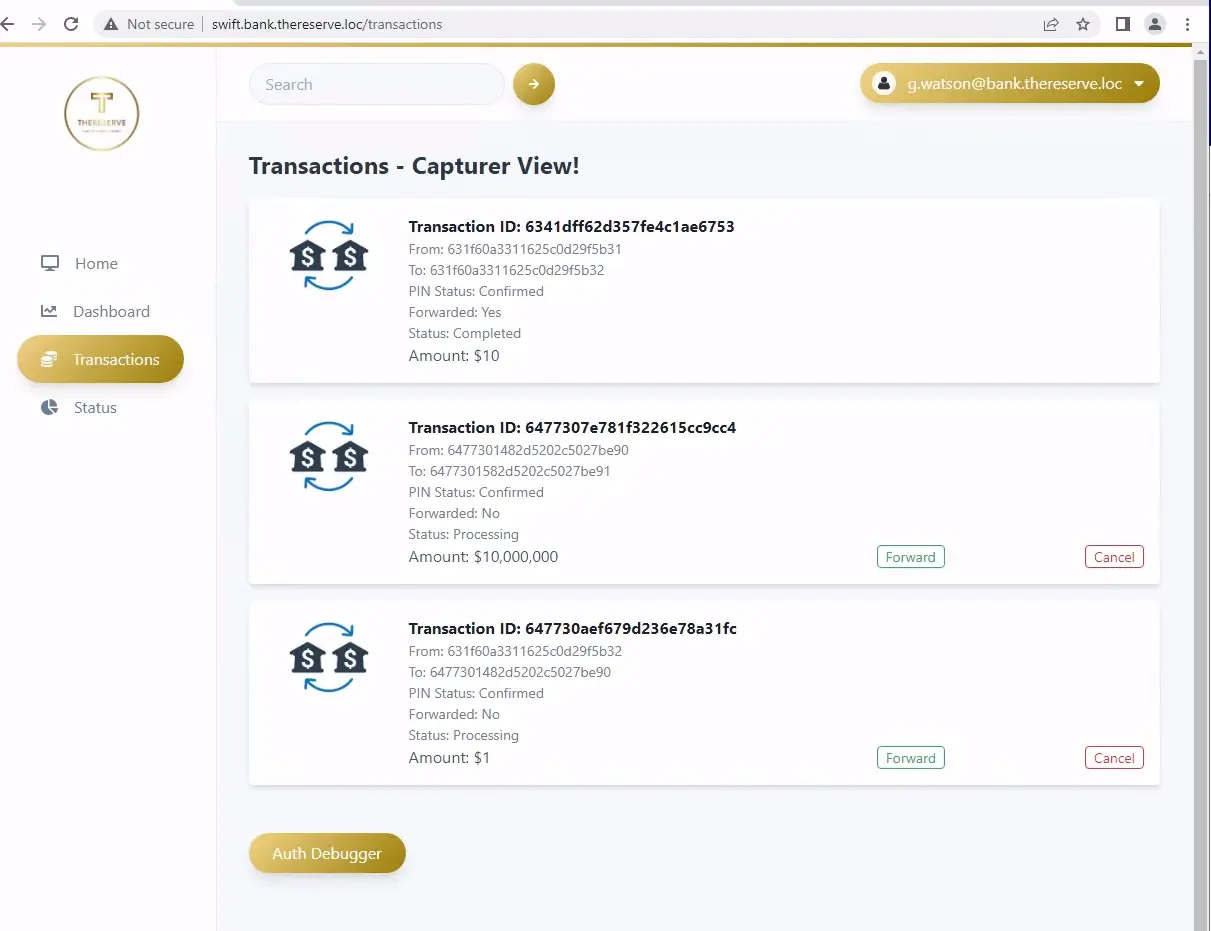 Not secure swift.bank.thereserve.loc/transactions
THERESERVE
Search
g.watson@bank.thereserve.loc
Home
Dashboard
Transactions
Status
Transactions - Capturer View!
Transaction ID: 6341dff62d357fe4c1ae6753
From: 631f60a3311625c0d29f5b31
To: 631f60a3311625c0d29f5b32
PIN Status: Confirmed
Forwarded: Yes
Status: Completed
Amount: $10
Transaction ID: 6477307e781f322615cc9cc4
From: 6477301482d5202c5027be90
To: 6477301582d5202c5027be91
PIN Status: Confirmed
Forwarded: No
Status: Processing
Amount: $10,000,000
Forward
Cancel
Transaction ID: 647730aef679d236e78a31fc
From: 631f60a3311625c0d29f5b32
To: 6477301482d5202c5027be90
PIN Status: Confirmed
Forwarded: No
Status: Processing
Amount: $1
Forward
Cancel
Auth Debugger